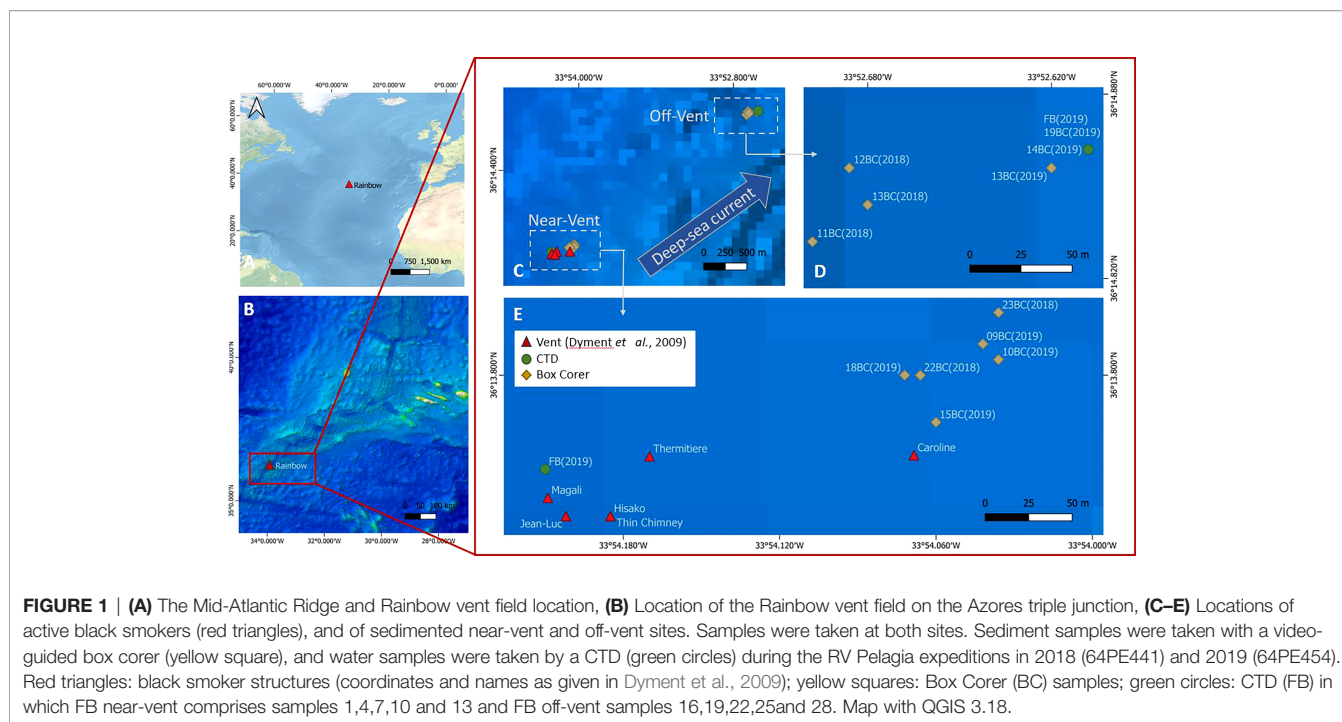 60°0.000'W 40°0.000'W 20°0.000'W 0°0.000'
60°0.000'N
40°0.000'N
20°0.000'N
Rainbow
0 750 1,500 km
A
B
40°0.000'N
35°0.000'N
Rainbow
0 50 100 km
34°0.000'W 32°0.000'W 30°0.000'W 28°0.000'W
33°54.000'W 33°52.800'W
36°14.400'N
Off-Vent
Near-Vent
Deep-sea current
0 250 500 m
C
33°52.680'W 33°52.620'W
36°14.880'N
36°14.820'N
FB(2019)
19BC(2019)
14BC(2019)
12BC(2018)
13BC(2019)
13BC(2018)
11BC(2018)
0 25 50 m
D
E
Vent (Dyment et al., 2009)
CTD
Box Corer
36°13.800'N
36°13.800'N
23BC(2018)
09BC(2019)
10BC(2019)
18BC(2019) 22BC(2018)
15BC(2019)
Thermitiere
Caroline
FB(2019)
Magali
Jean-Luc
Hisako
Thin Chimney
0 25 50 m
33°54.180'W 33°54.120'W 33°54.060'W 33°54.000'W
FIGURE 1 | (A) The Mid-Atlantic Ridge and Rainbow vent field location, (B) Location of the Rainbow vent field on the Azores triple junction, (C–E) Locations of
active black smokers (red triangles), and of sedimented near-vent and off-vent sites. Samples were taken at both sites. Sediment samples were taken with a video-
guided box corer (yellow square), and water samples were taken by a CTD (green circles) during the RV Pelagia expeditions in 2018 (64PE441) and 2019 (64PE454).
Red triangles: black smoker structures (coordinates and names as given in Dyment et al., 2009); yellow squares: Box Corer (BC) samples; green circles: CTD (FB) in
which FB near-vent comprises samples 1,4,7,10 and 13 and FB off-vent samples 16,19,22,25and 28. Map with QGIS 3.18.